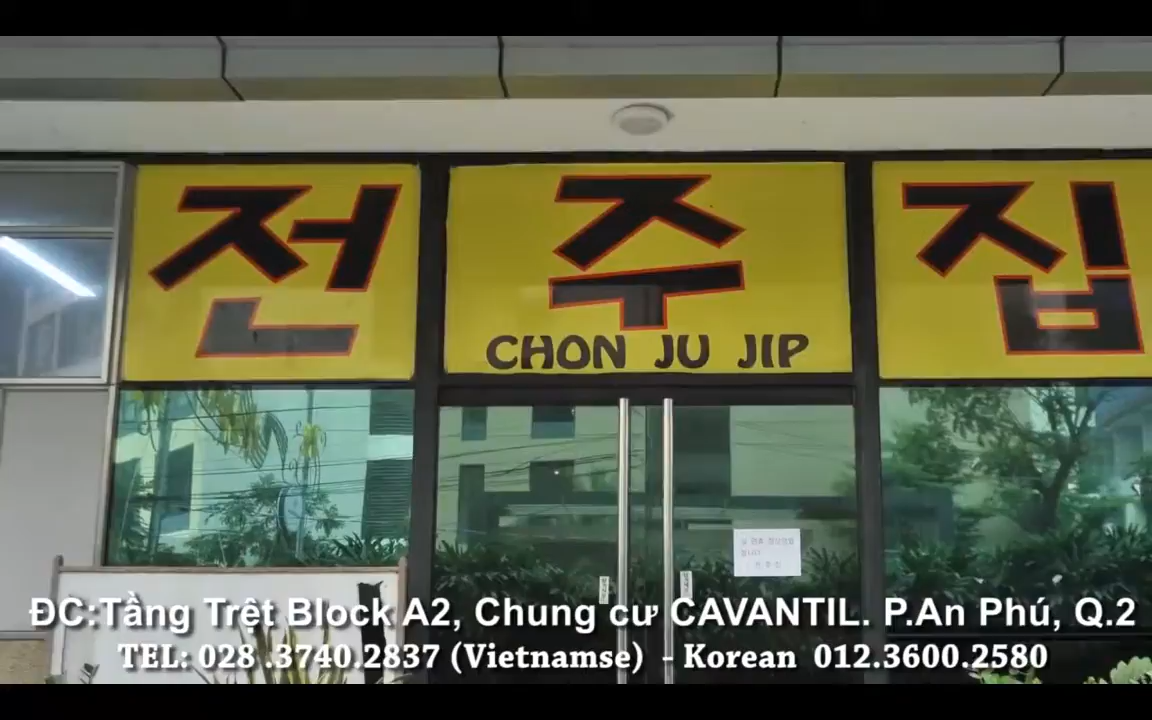 전주집
CHON JU JIP
ĐC:Tầng Trệt Block A2, Chung cư CAVANTIL. P.An Phú, Q.2
TEL: 028 .3740.2837 (Vietnamse) - Korean 012.3600.2580